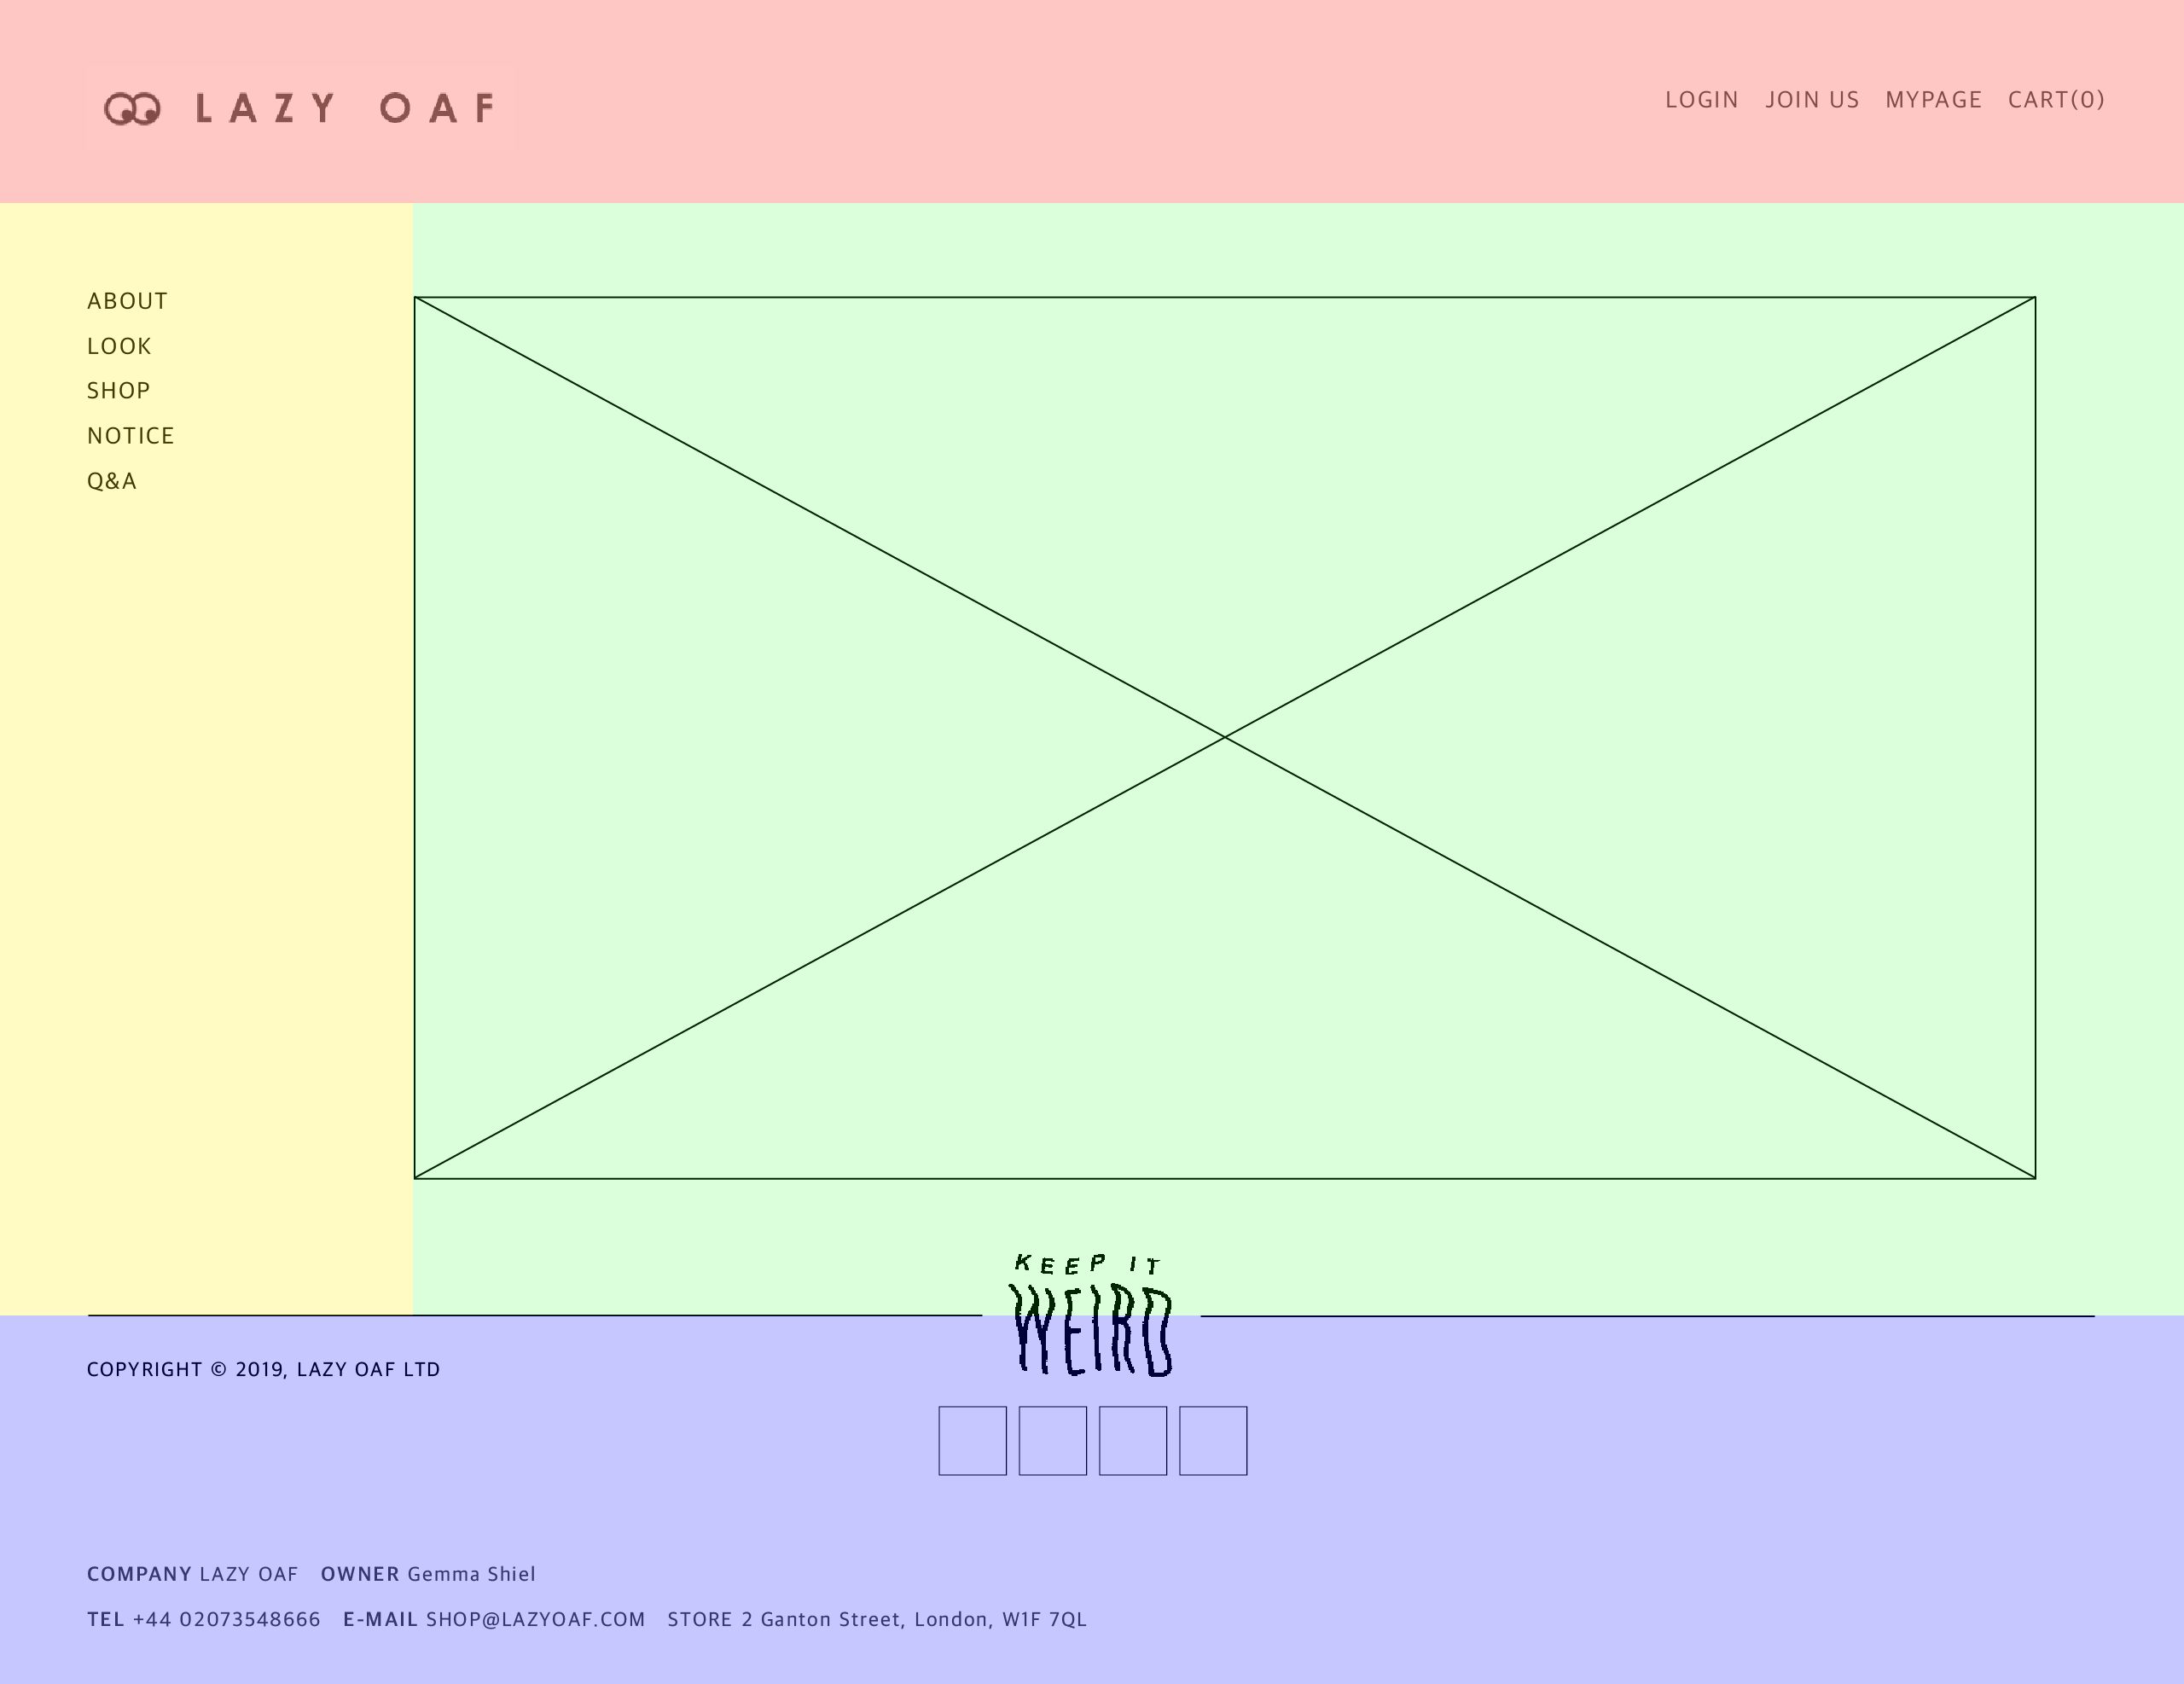 LAZY OAF
LOGIN JOIN US MYPAGE CART(0)
ABOUT
LOOK
SHOP
NOTICE
Q&A
KEEP IT
WEIRD
COPYRIGHT © 2019, LAZY OAF LTD
COMPANY LAZY OAF OWNER Gemma Shiel
TEL +44 02073548666 E-MAIL SHOP@LAZYOAF.COM STORE 2 Ganton Street, London, W1F 7QL